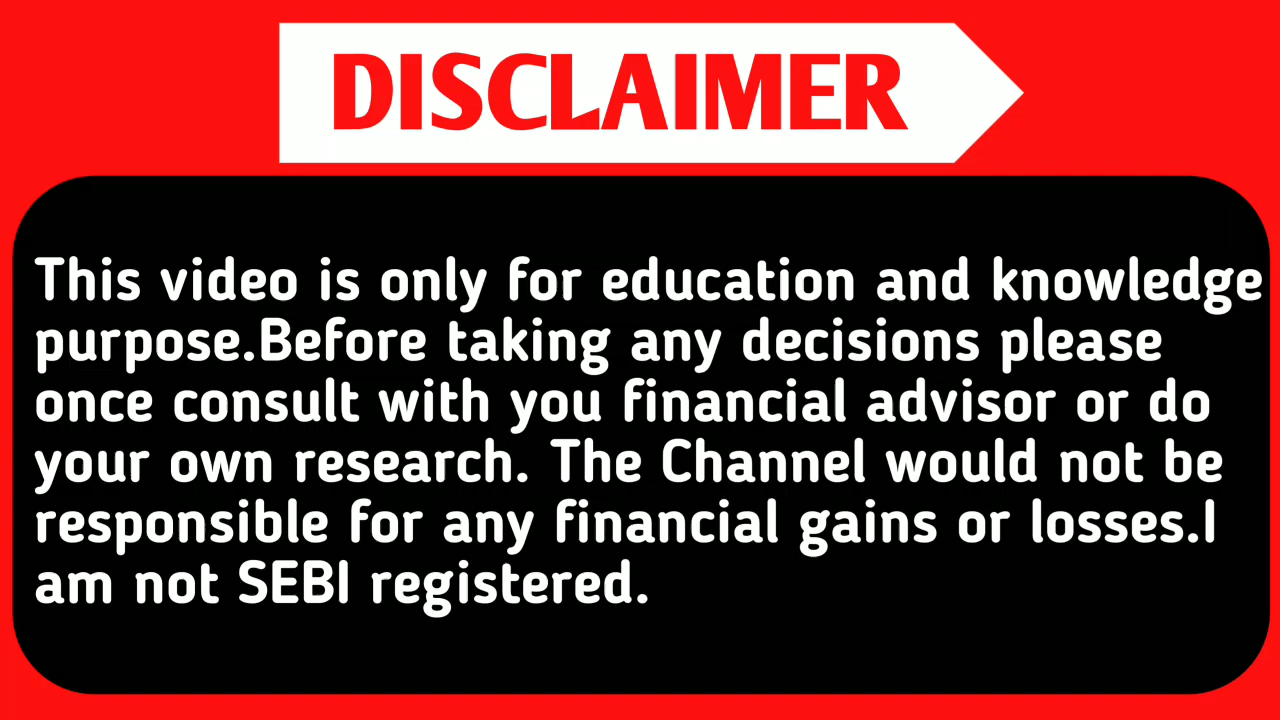 DISCLAIMER
This video is only for education and knowledge
purpose.Before taking any decisions please
once consult with you financial advisor or do
your own research. The Channel would not be
responsible for any financial gains or losses.I
am not SEBI registered.